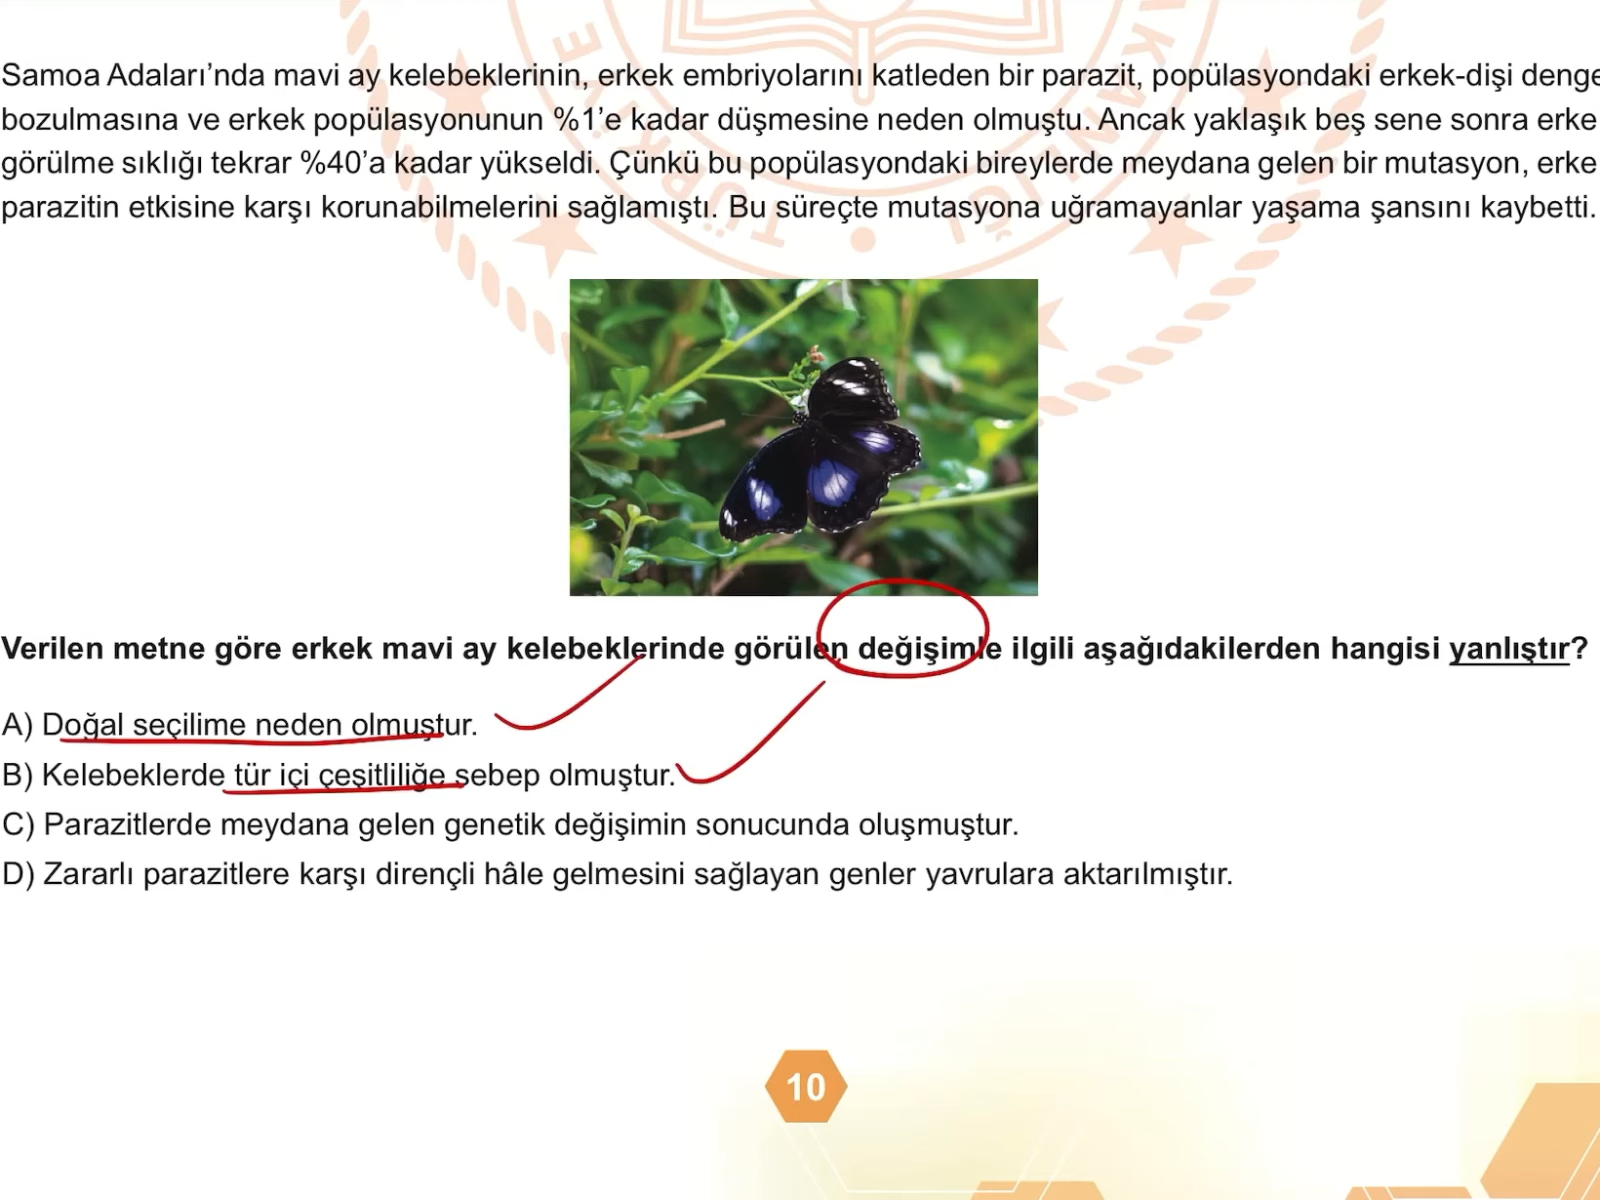 Samoa Adaları’nda mavi ay kelebeklerinin, erkek embriyolarını katleden bir parazit, popülasyondaki erkek-dişi denge
bozulmasına ve erkek popülasyonunun %1’e kadar düşmesine neden olmuştu. Ancak yaklaşık beş sene sonra erke
görülme sıklığı tekrar %40’a kadar yükseldi. Çünkü bu popülasyondaki bireylerde meydana gelen bir mutasyon, erke
parazitin etkisine karşı korunabilmelerini sağlamıştı. Bu süreçte mutasyona uğramayanlar yaşama şansını kaybetti.
Verilen metne göre erkek mavi ay kelebeklerinde görülen değişimle ilgili aşağıdakilerden hangisi yanlıştır?
A) Doğal seçilime neden olmuştur.
B) Kelebeklerde tür içi çeşitliliğe sebep olmuştur.
C) Parazitlerde meydana gelen genetik değişimin sonucunda oluşmuştur.
D) Zararlı parazitlere karşı dirençli hâle gelmesini sağlayan genler yavrulara aktarılmıştır.
10